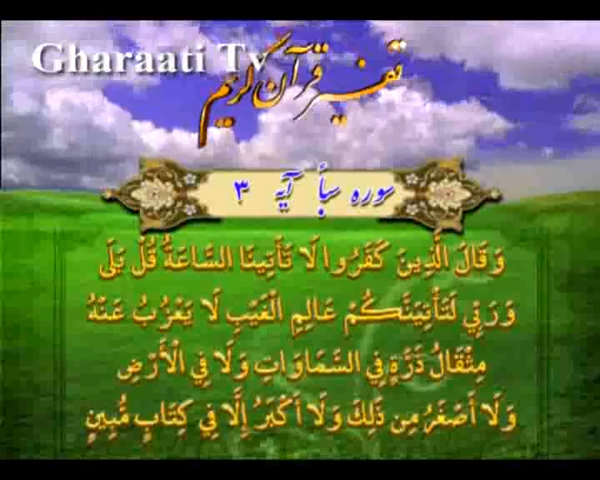 Gharaati Tv
تفسیر قرآن کریم
سوره سبأ آیه ۳
وَ قَالَ الَّذِينَ كَفَرُوا لَا تَأْتِينَا السَّاعَةُ قُلْ بَلَى
وَرَبِّي لَتَأْتِيَنَّكُمْ عَالِمِ الْغَيْبِ لَا يَعْزُبُ عَنْهُ
مِثْقَالُ ذَرَّةٍ فِي السَّمَاوَاتِ وَلَا فِي الْأَرْضِ
وَلَا أَصْغَرُ مِن ذَلِكَ وَلَا أَكْبَرُ إِلَّا فِي كِتَابٍ مُّبِينٍ